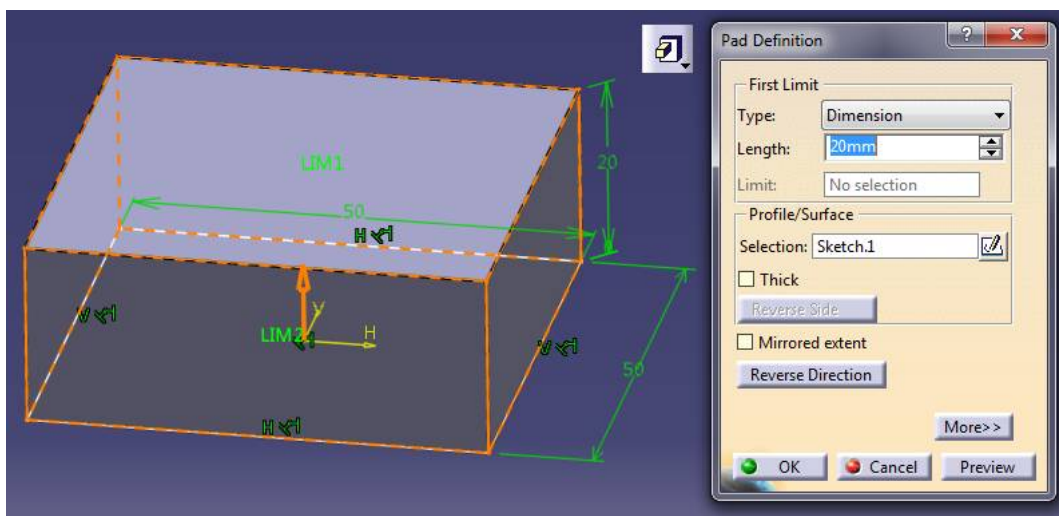 LIM1
20
50
H
V
V
H
LIM2
V
50
H
Pad Definition
?
X
First Limit
Type: Dimension
Length: 20mm
Limit: No selection
Profile/Surface
Selection: Sketch.1
Thick
Reverse Side
Mirrored extent
Reverse Direction
More>>
OK Cancel Preview